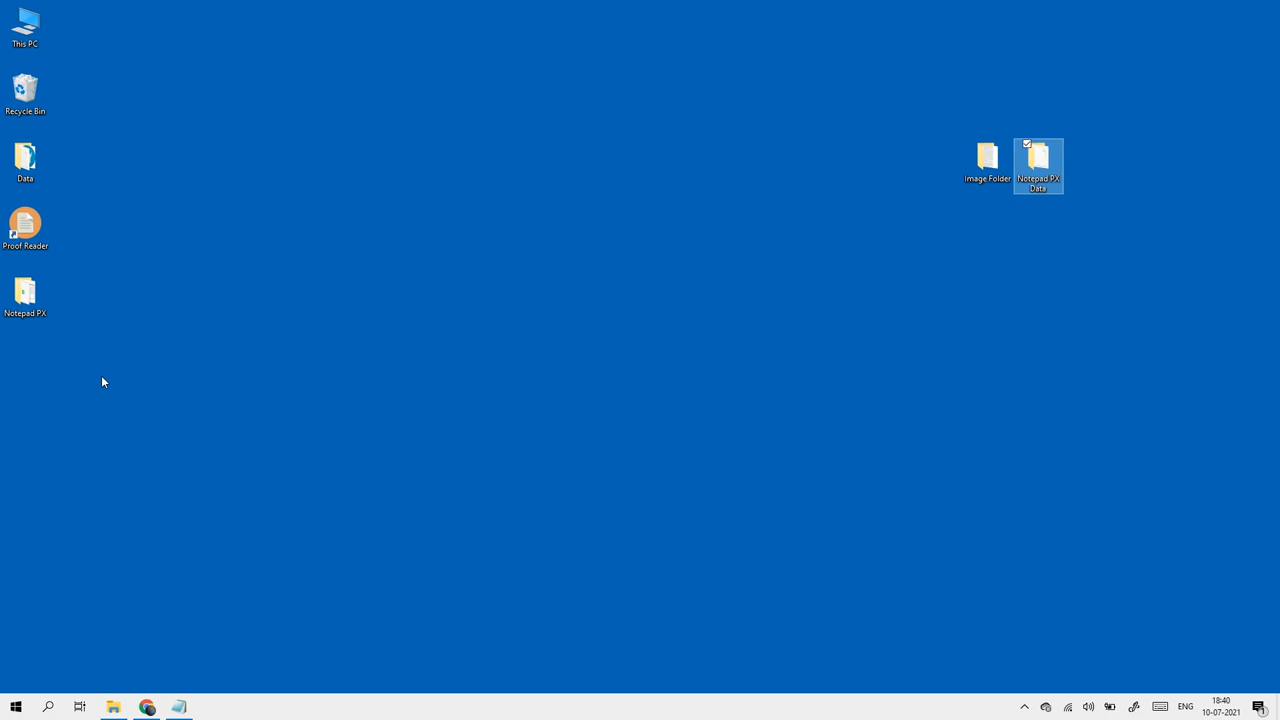 This PC
Recycle Bin
Data
Proof Reader
Notepad PX
Image Folder
Notepad PX
Data
ENG
18:40
10-07-2021
1